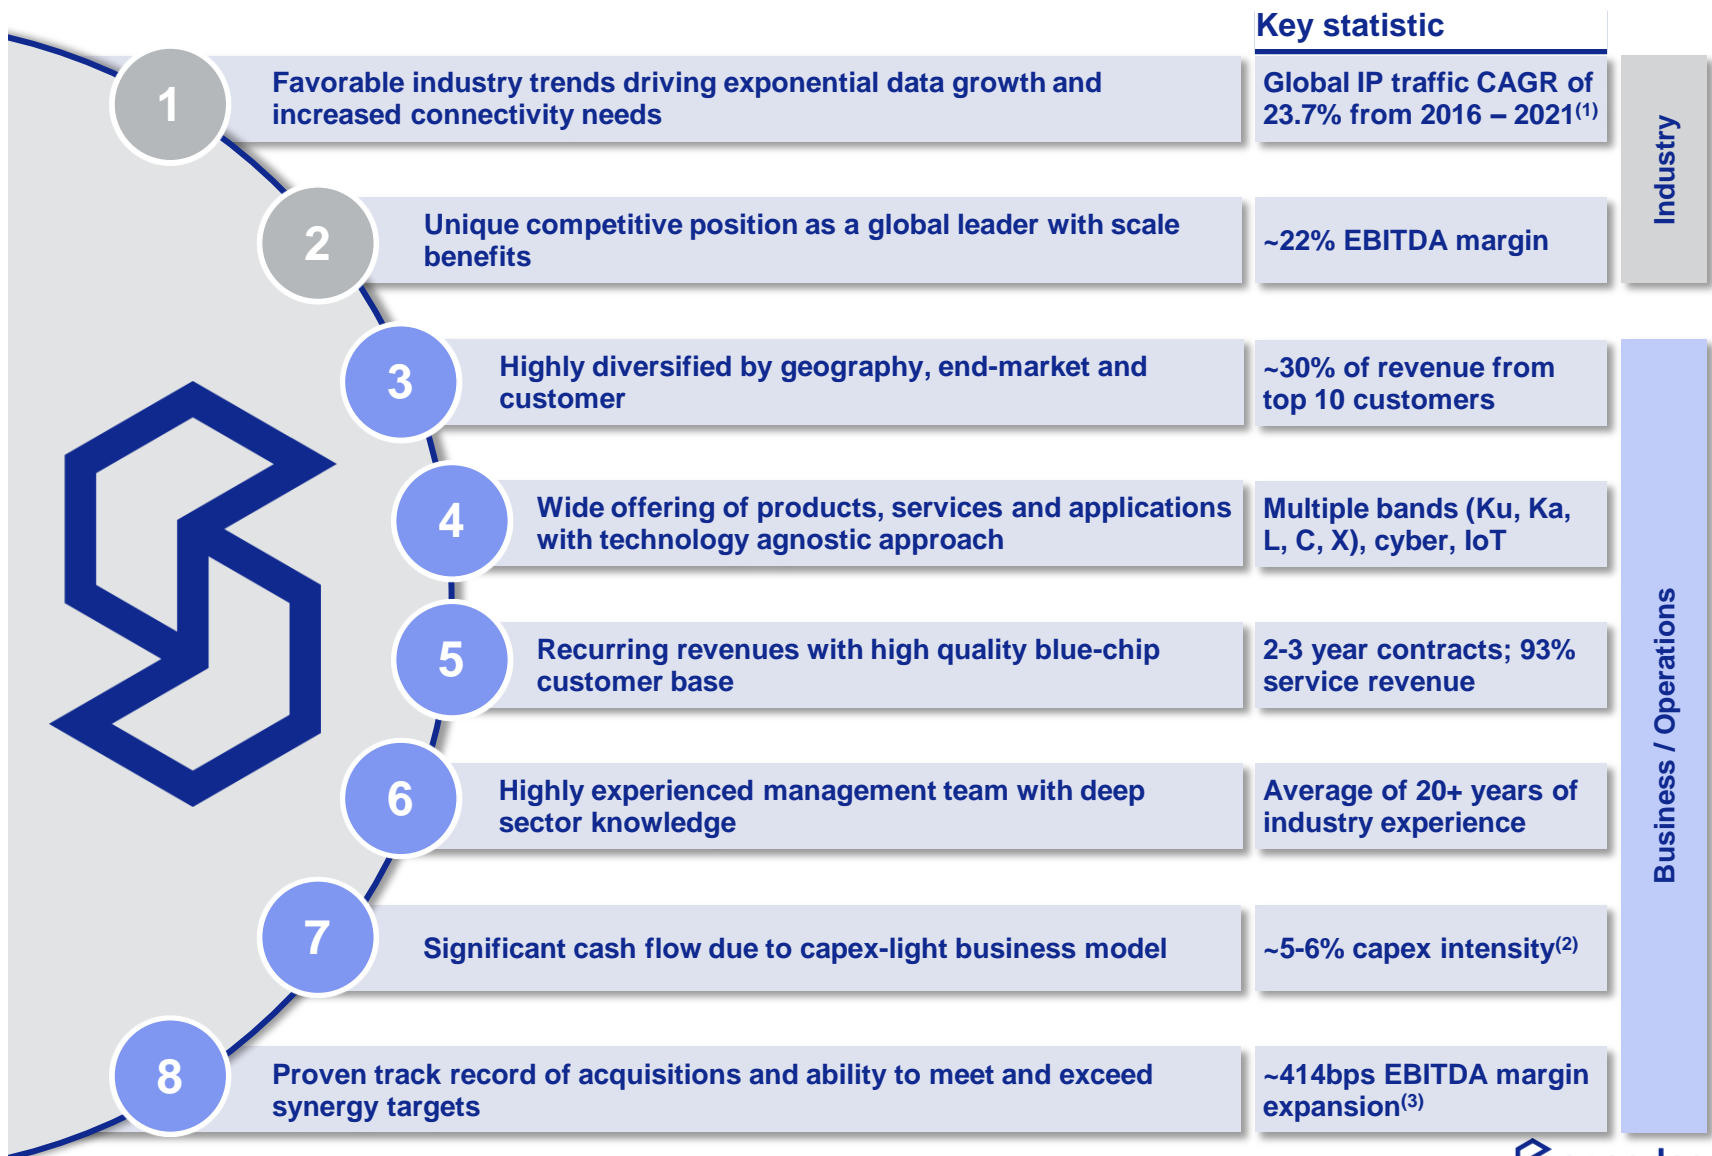 Key statistic
1
Favorable industry trends driving exponential data growth and
increased connectivity needs
Global IP traffic CAGR of
23.7% from 2016 – 2021(1)
Industry
2
Unique competitive position as a global leader with scale
benefits
~22% EBITDA margin
3
Highly diversified by geography, end-market and
customer
~30% of revenue from
top 10 customers
4
Wide offering of products, services and applications
with technology agnostic approach
Multiple bands (Ku, Ka,
L, C, X), cyber, IoT
5
Recurring revenues with high quality blue-chip
customer base
2-3 year contracts; 93%
service revenue
Business / Operations
6
Highly experienced management team with deep
sector knowledge
Average of 20+ years of
industry experience
7
Significant cash flow due to capex-light business model
~5-6% capex intensity(2)
8
Proven track record of acquisitions and ability to meet and exceed
synergy targets
~414bps EBITDA margin
expansion(3)